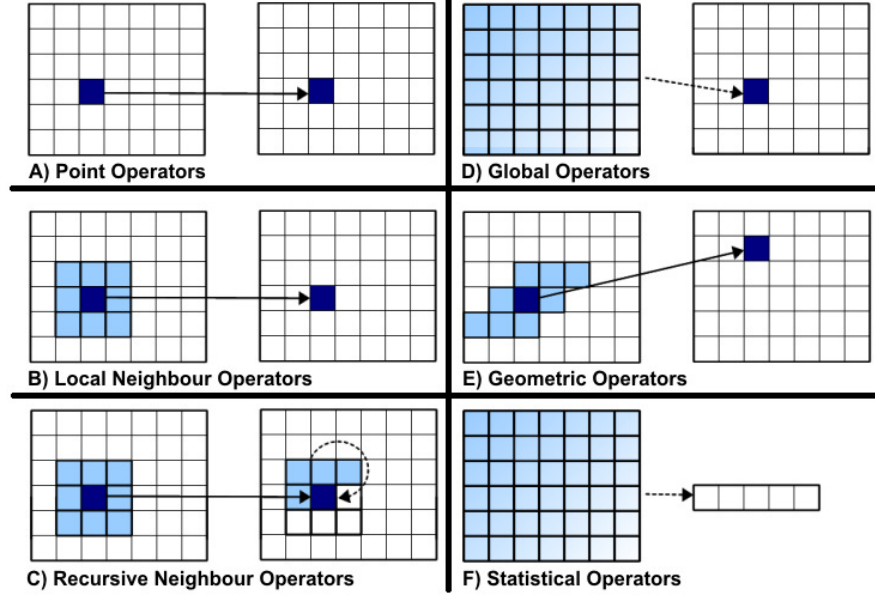 A) Point Operators
D) Global Operators
B) Local Neighbour Operators
E) Geometric Operators
C) Recursive Neighbour Operators
F) Statistical Operators